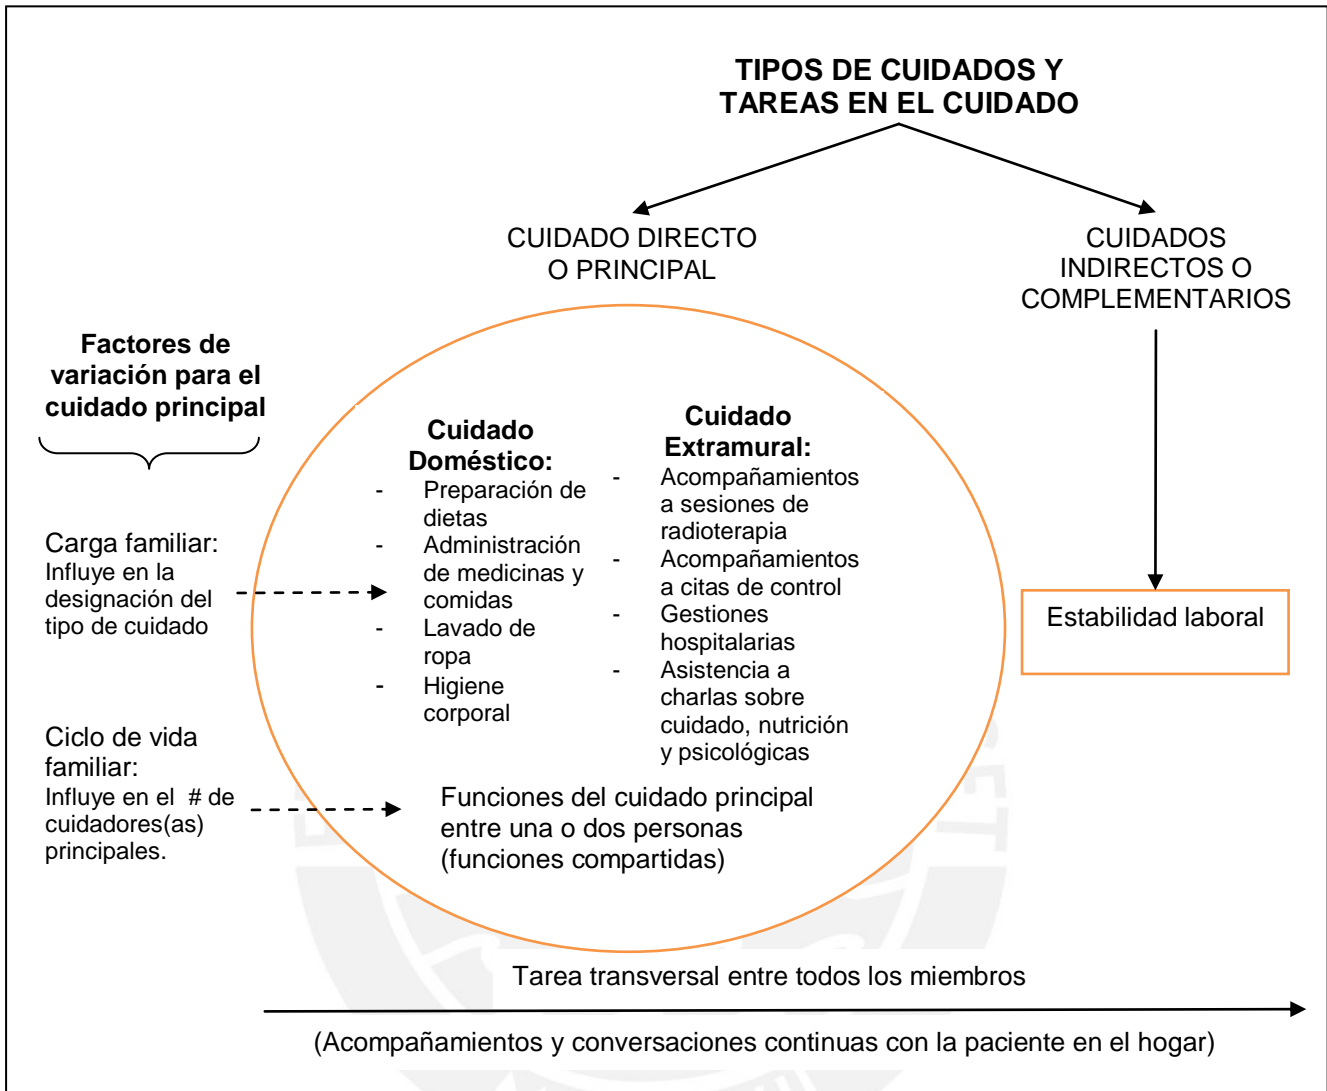 TIPOS DE CUIDADOS Y
TAREAS EN EL CUIDADO
CUIDADO DIRECTO
O PRINCIPAL
CUIDADOS
INDIRECTOS O
COMPLEMENTARIOS
Factores de
variación para el
cuidado principal
Carga familiar:
Influye en la
designación del
tipo de cuidado
Ciclo de vida
familiar:
Influye en el # de
cuidadores(as)
principales.
Cuidado
Doméstico:
- Preparación de
dietas
- Administración
de medicinas y
comidas
- Lavado de
ropa
- Higiene
corporal
Cuidado
Extramural:
- Acompañamientos
a sesiones de
radioterapia
- Acompañamientos
a citas de control
- Gestiones
hospitalarias
- Asistencia a
charlas sobre
cuidado, nutrición
y psicológicas
Funciones del cuidado principal
entre una o dos personas
(funciones compartidas)
Estabilidad laboral
Tarea transversal entre todos los miembros
(Acompañamientos y conversaciones continuas con la paciente en el hogar)